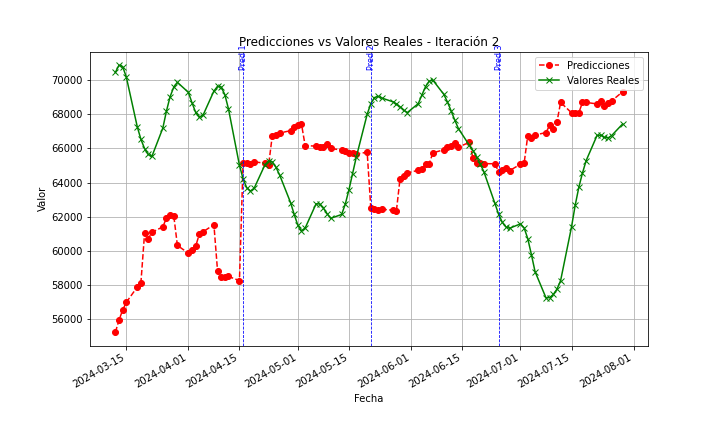 Predicciones vs Valores Reales - Iteración 2
Pred 1
Pred 2
Pred 3
Predicciones
Valores Reales
70000
68000
66000
64000
62000
60000
58000
56000
Valor
2024-03-15
2024-04-01
2024-04-15
2024-05-01
2024-05-15
2024-06-01
2024-06-15
2024-07-01
2024-07-15
2024-08-01
Fecha